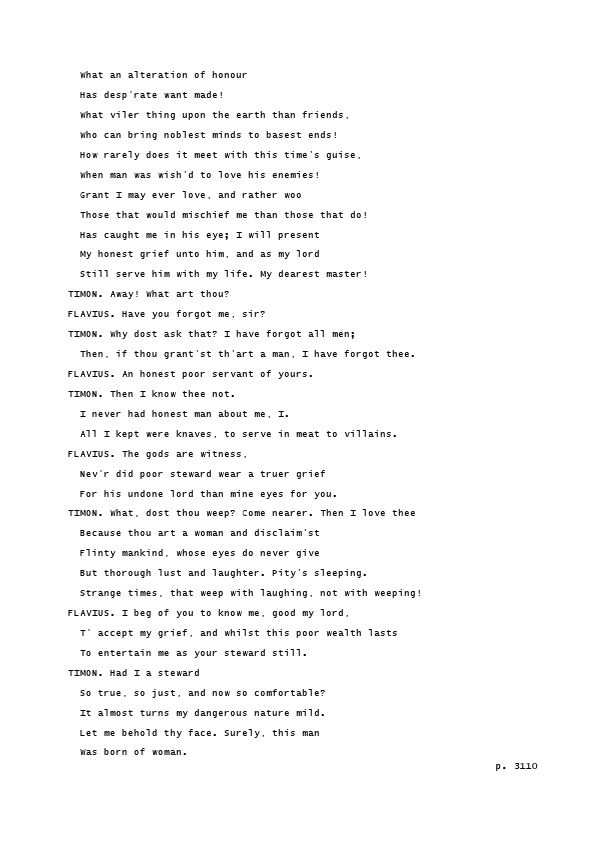 What an alteration of honour
Has desp'rate want made!
What viler thing upon the earth than friends,
Who can bring noblest minds to basest ends!
How rarely does it meet with this time's guise,
When man was wish'd to love his enemies!
Grant I may ever love, and rather woo
Those that would mischief me than those that do!
Has caught me in his eye; I will present
My honest grief unto him, and as my lord
Still serve him with my life. My dearest master!
TIMON. Away! What art thou?
FLAVIUS. Have you forgot me, sir?
TIMON. Why dost ask that? I have forgot all men;
Then, if thou grant'st th'art a man, I have forgot thee.
FLAVIUS. An honest poor servant of yours.
TIMON. Then I know thee not.
I never had honest man about me, I.
All I kept were knaves, to serve in meat to villains.
FLAVIUS. The gods are witness,
Nev'r did poor steward wear a truer grief
For his undone lord than mine eyes for you.
TIMON. What, dost thou weep? Come nearer. Then I love thee
Because thou art a woman and disclaim'st
Flinty mankind, whose eyes do never give
But thorough lust and laughter. Pity's sleeping.
Strange times, that weep with laughing, not with weeping!
FLAVIUS. I beg of you to know me, good my lord,
T' accept my grief, and whilst this poor wealth lasts
To entertain me as your steward still.
TIMON. Had I a steward
So true, so just, and now so comfortable?
It almost turns my dangerous nature mild.
Let me behold thy face. Surely, this man
Was born of woman.
p. 3110